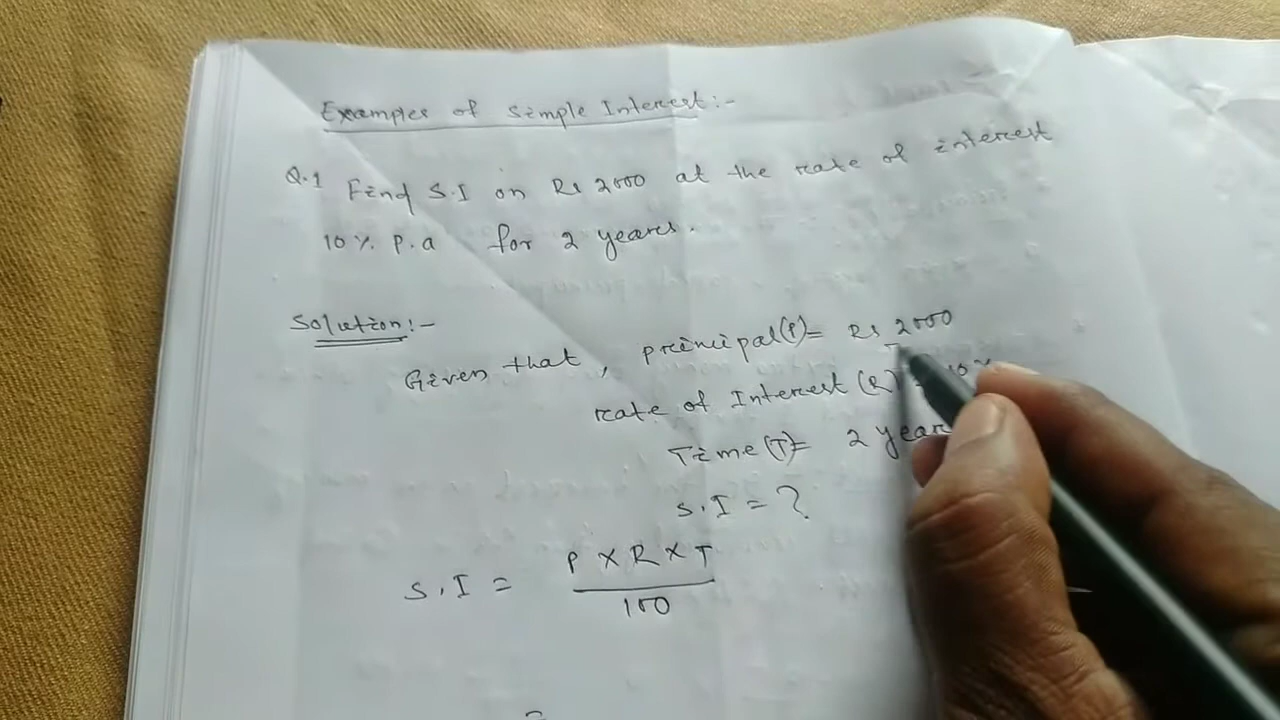 Examples of Simple Interest:-
Q.1 Find S.I on Rs 2000 at the rate of interest
10% P.a for 2 years.
Solution:-
Given that, principal(P)= Rs 2000
rate of Interest (R) = 10%
Time(T)= 2 year
S.I = ?
P × R × T
S.I =
100
=